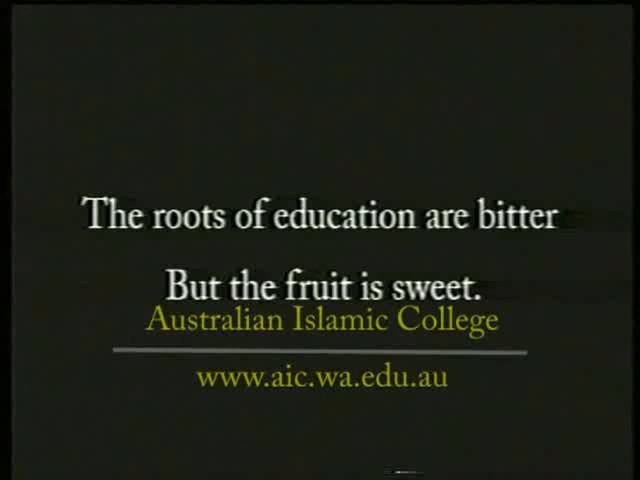 The roots of education are bitter
But the fruit is sweet.
Australian Islamic College
www.aic.wa.edu.au